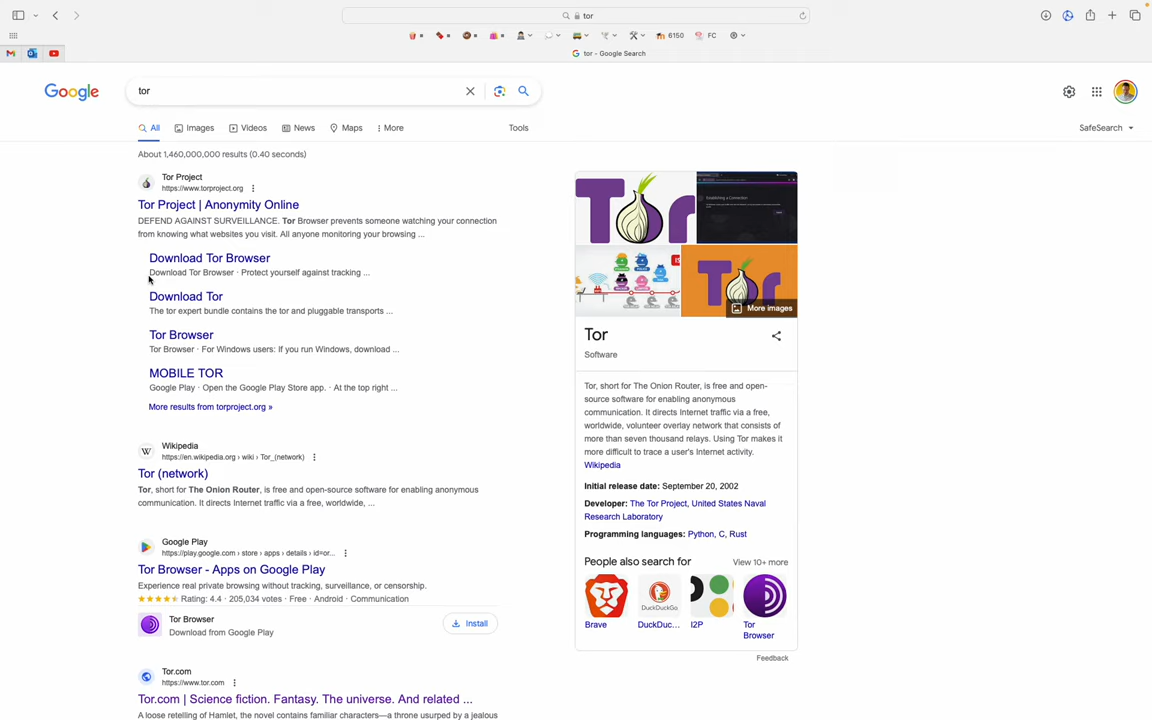 tor
6150
FC
tor - Google Search
Google
tor
All
Images
Videos
News
Maps
More
Tools
SafeSearch
About 1,460,000,000 results (0.40 seconds)
Tor Project
https://www.torproject.org
Tor Project | Anonymity Online
DEFEND AGAINST SURVEILLANCE. Tor Browser prevents someone watching your connection
from knowing what websites you visit. All anyone monitoring your browsing ...
Download Tor Browser
Download Tor Browser · Protect yourself against tracking ...
Download Tor
The tor expert bundle contains the tor and pluggable transports ...
Tor Browser
Tor Browser · For Windows users: If you run Windows, download ...
MOBILE TOR
Google Play · Open the Google Play Store app. · At the top right ...
More results from torproject.org »
W
Wikipedia
https://en.wikipedia.org › wiki › Tor_(network)
Tor (network)
Tor, short for The Onion Router, is free and open-source software for enabling anonymous
communication. It directs Internet traffic via a free, worldwide, ...
Google Play
https://play.google.com › store › apps › details › id=or...
Tor Browser - Apps on Google Play
Experience real private browsing without tracking, surveillance, or censorship.
Rating: 4.4 · 205,034 votes · Free · Android · Communication
Tor Browser
Download from Google Play
Install
Tor.com
https://www.tor.com
Tor.com | Science fiction. Fantasy. The universe. And related ...
A loose retelling of Hamlet, the novel contains familiar characters—a throne usurped by a jealous
Tor
Establishing a Connection
Tor
More images
Tor
Software
Tor, short for The Onion Router, is free and open-
source software for enabling anonymous
communication. It directs Internet traffic via a free,
worldwide, volunteer overlay network that consists
of more than seven thousand relays. Using Tor makes it
more difficult to trace a user's Internet activity.
Wikipedia
Initial release date: September 20, 2002
Developer: The Tor Project, United States Naval
Research Laboratory
Programming languages: Python, C, Rust
People also search for
View 10+ more
Brave
DuckDuc...
I2P
Tor
Browser
Feedback